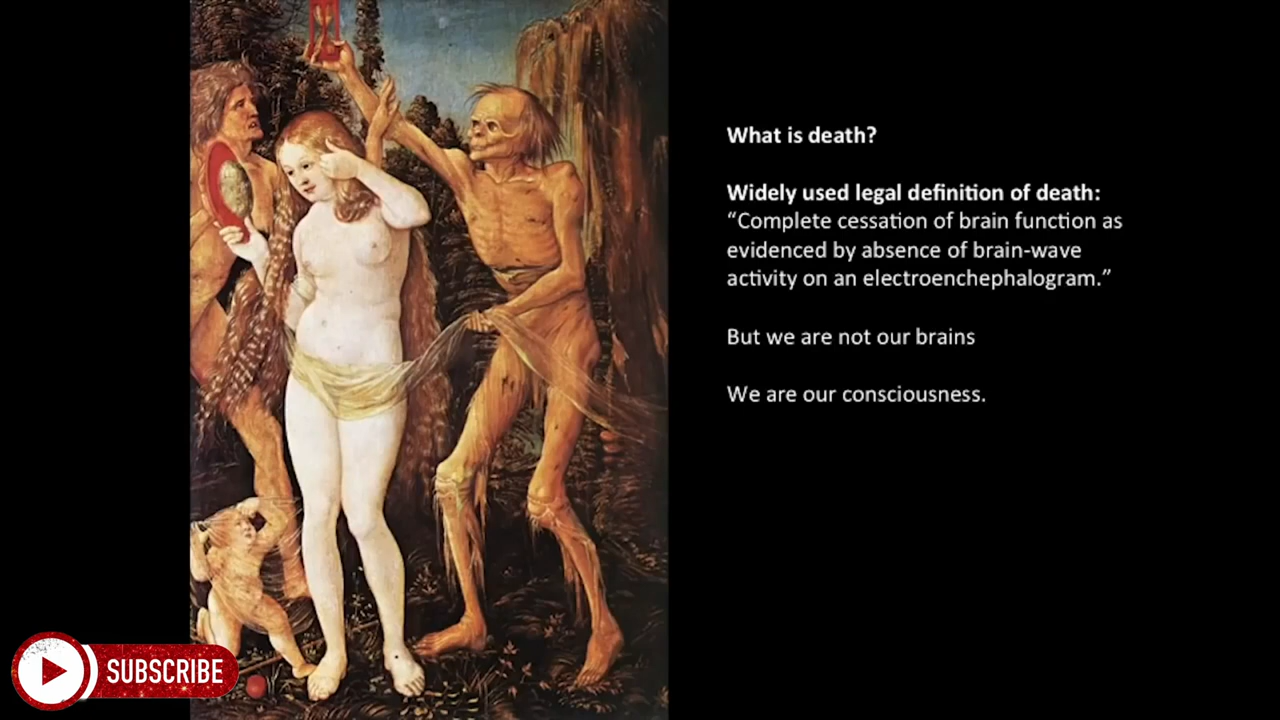 What is death?
Widely used legal definition of death:
“Complete cessation of brain function as
evidenced by absence of brain-wave
activity on an electroenchephalogram.”
But we are not our brains
We are our consciousness.
SUBSCRIBE